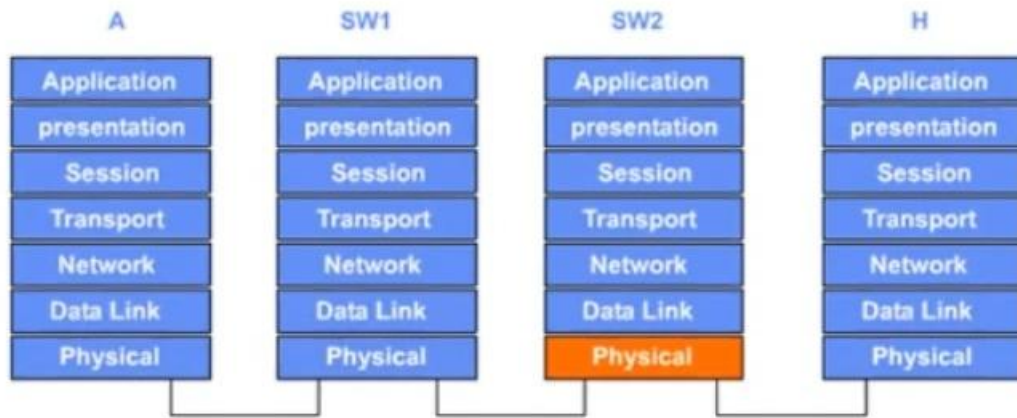 A SW1 SW2 H
Application Application Application Application
presentation presentation presentation presentation
Session Session Session Session
Transport Transport Transport Transport
Network Network Network Network
Data Link Data Link Data Link Data Link
Physical Physical Physical Physical